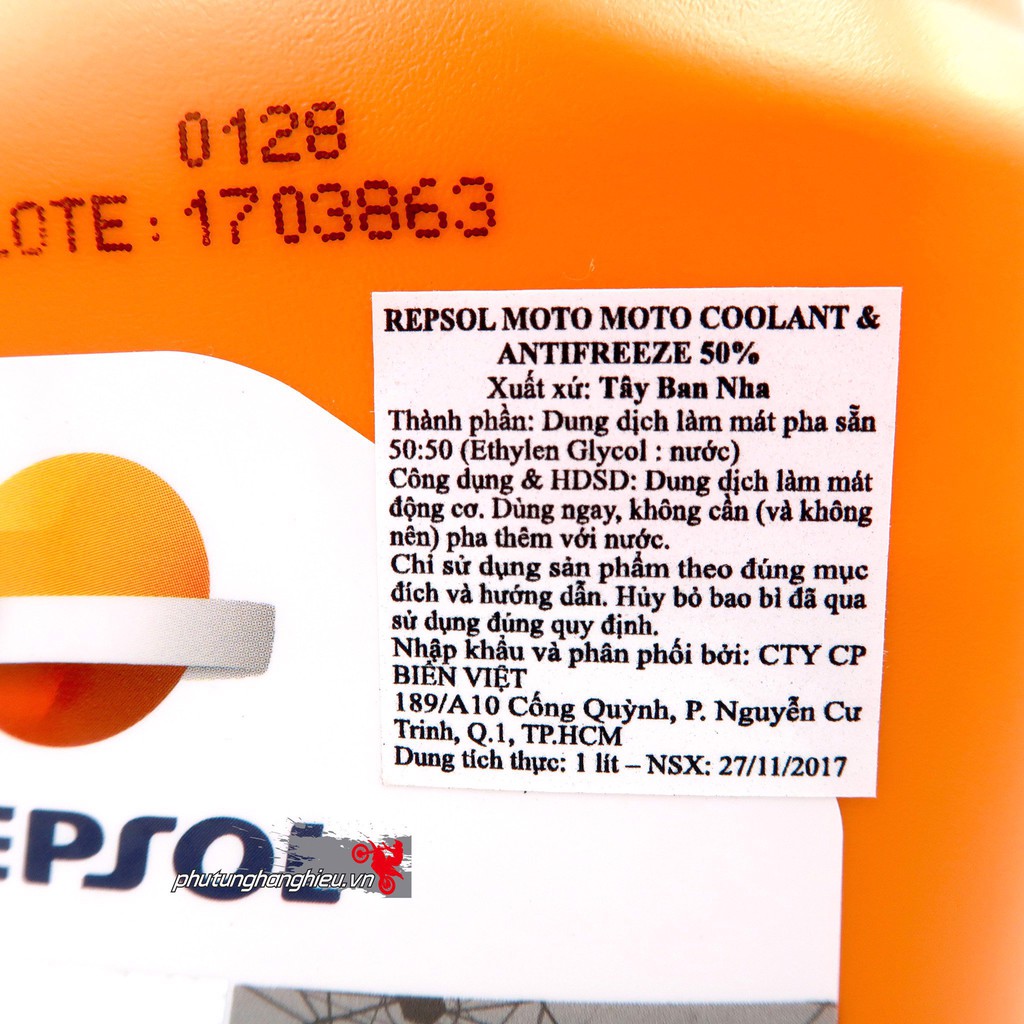 0128
LOTE: 1703863
REPSOL MOTO MOTO COOLANT &
ANTIFREEZE 50%
Xuất xứ: Tây Ban Nha
Thành phần: Dung dịch làm mát pha sẵn
50:50 (Ethylen Glycol : nước)
Công dụng & HDSD: Dung dịch làm mát
động cơ. Dùng ngay, không cần (và không
nên) pha thêm với nước.
Chỉ sử dụng sản phẩm theo đúng mục
đích và hướng dẫn. Hủy bỏ bao bì đã qua
sử dụng đúng quy định.
Nhập khẩu và phân phối bởi: CTY CP
BIỂN VIỆT
189/A10 Cống Quỳnh, P. Nguyễn Cư
Trinh, Q.1, TP.HCM
Dung tích thực: 1 lít – NSX: 27/11/2017
EPSOL
phutunghanghieu.vn